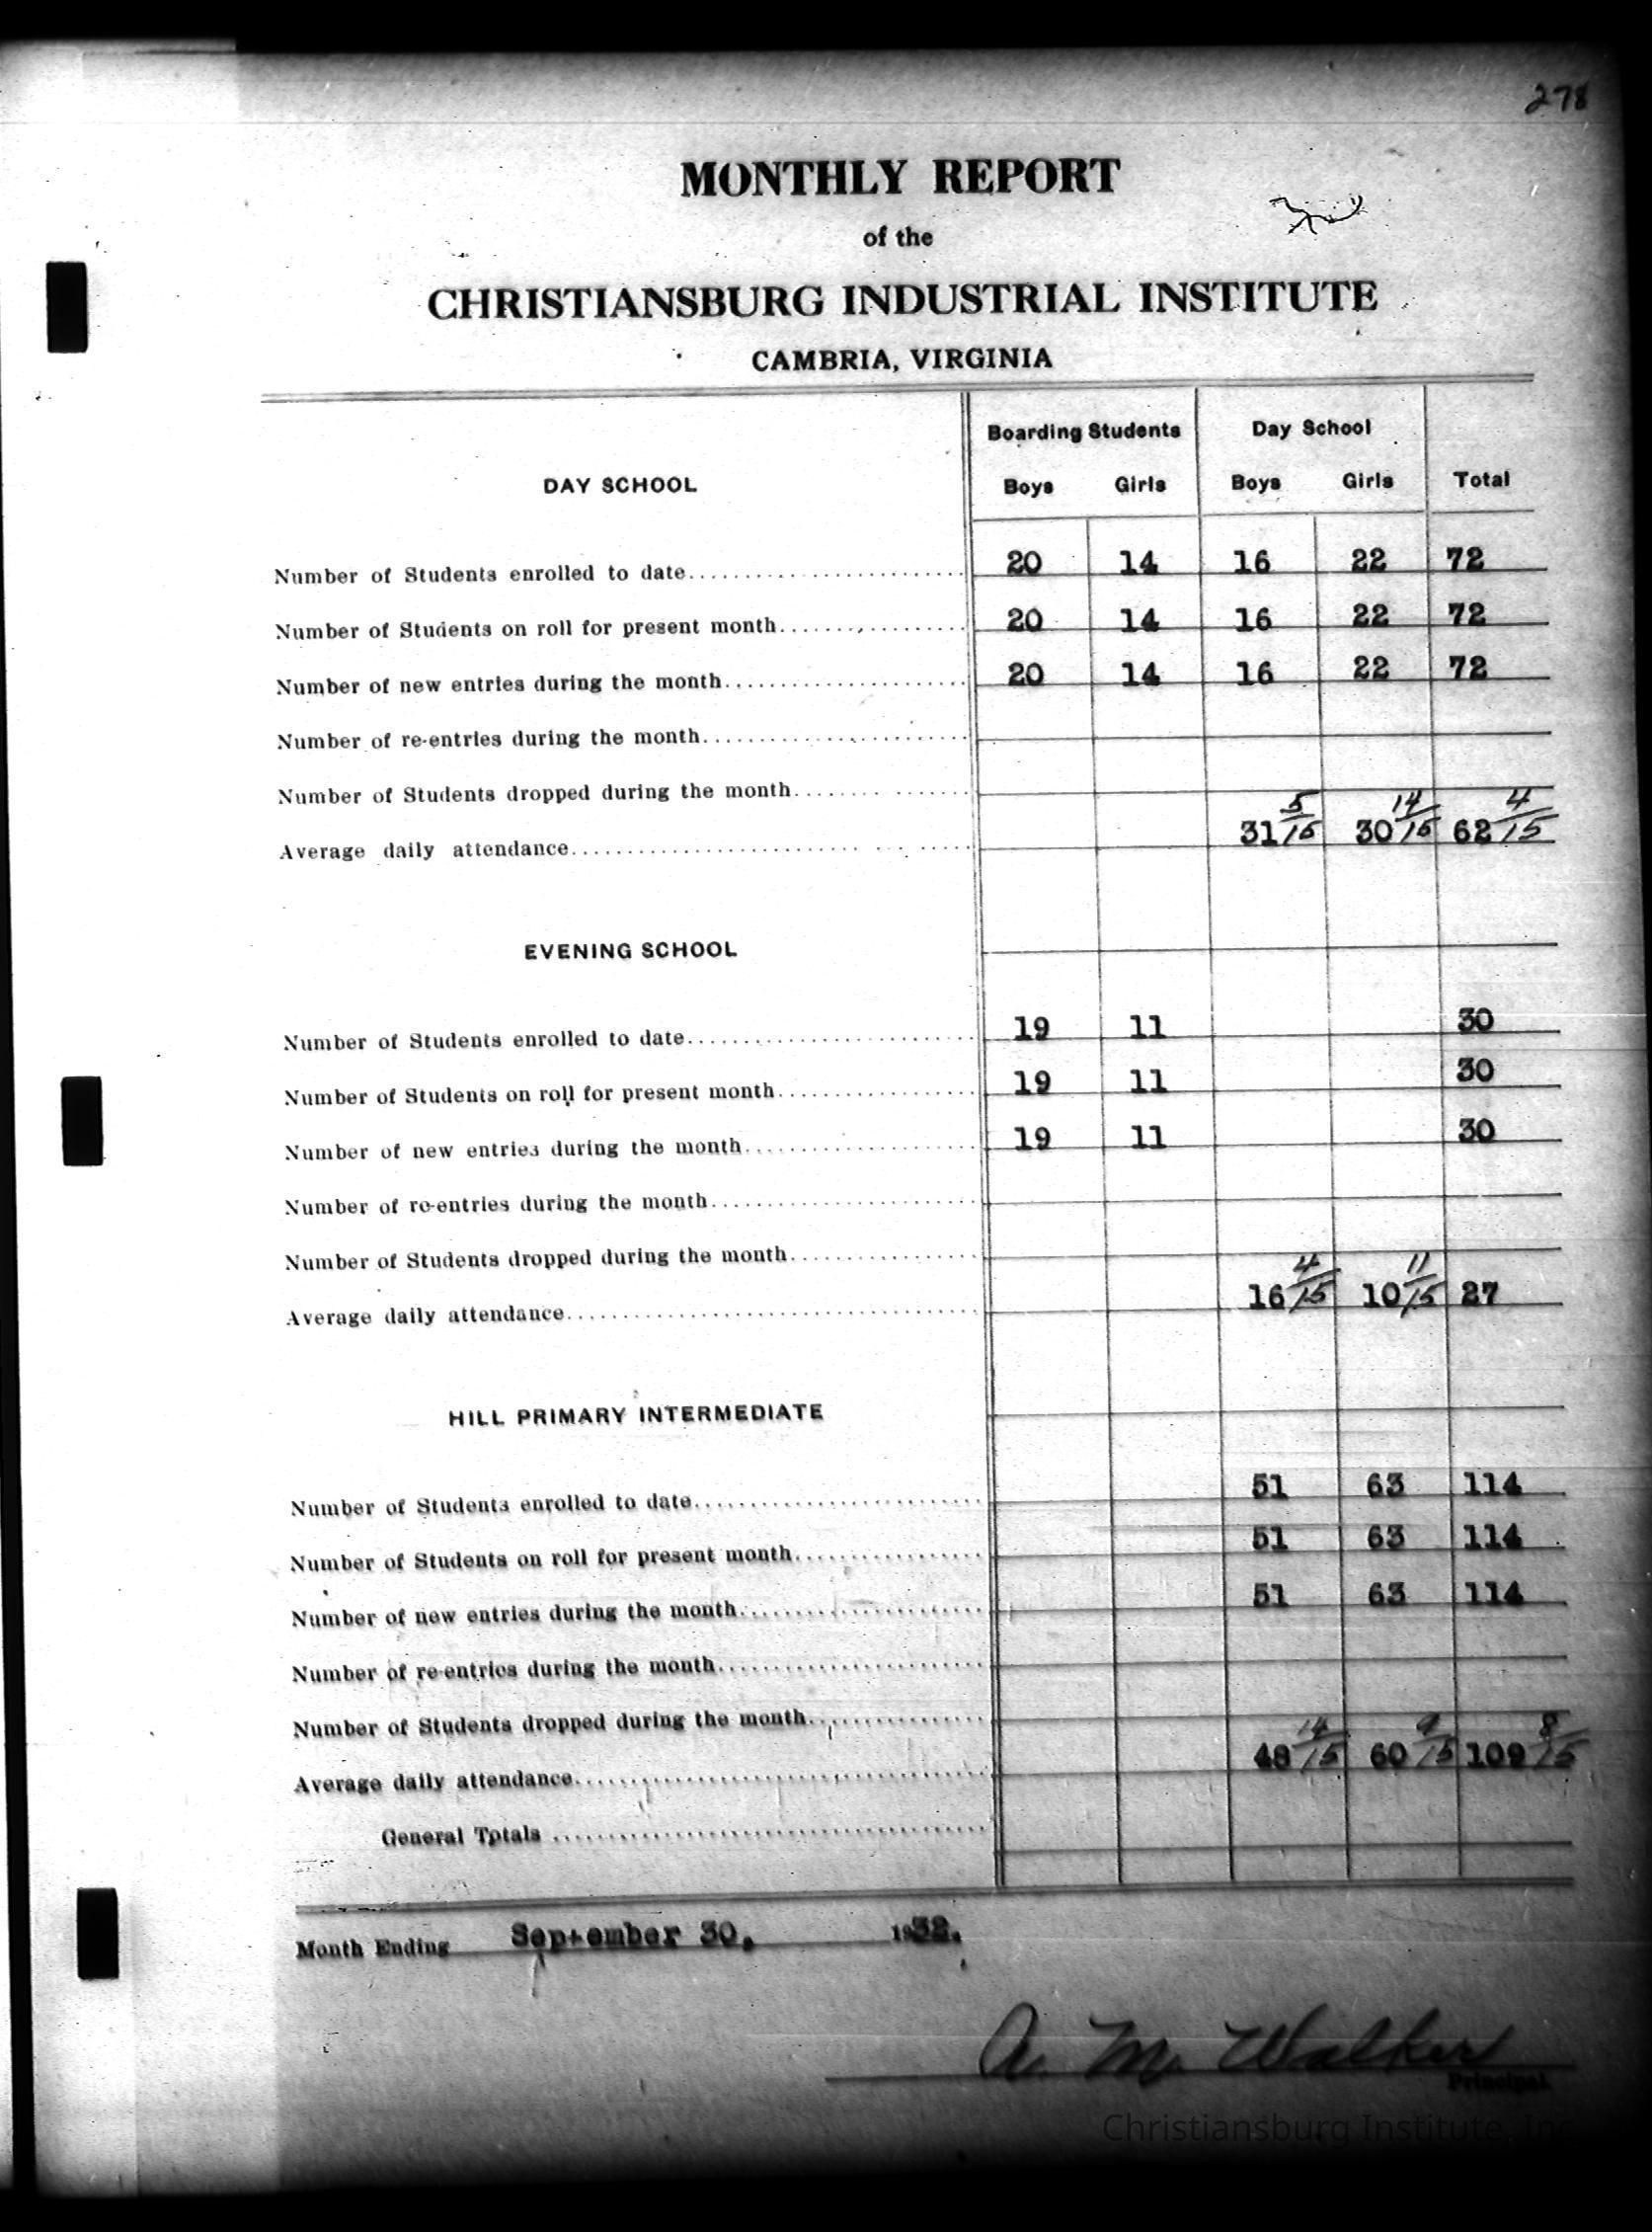 278
MONTHLY REPORT
of the
CHRISTIANSBURG INDUSTRIAL INSTITUTE
CAMBRIA, VIRGINIA
Boarding Students Day School
DAY SCHOOL Boys Girls Boys Girls Total
Number of Students enrolled to date 20 14 16 22 72
Number of Students on roll for present month 20 14 16 22 72
Number of new entries during the month 20 14 16 22 72
Number of re-entries during the month
Number of Students dropped during the month
Average daily attendance 31 5/15 30 14/15 62 4/15
EVENING SCHOOL
Number of Students enrolled to date 19 11 30
Number of Students on roll for present month 19 11 30
Number of new entries during the month 19 11 30
Number of re-entries during the month
Number of Students dropped during the month
Average daily attendance 16 4/15 10 11/15 27
HILL PRIMARY INTERMEDIATE
Number of Students enrolled to date 51 63 114
Number of Students on roll for present month 51 63 114
Number of new entries during the month 51 63 114
Number of re-entries during the month
Number of Students dropped during the month
Average daily attendance 48 14/15 60 9/15 109 8/15
General Tptals
Month Ending September 30, 1932.
A. M. Walker
Principal
Christiansburg Institute, Inc